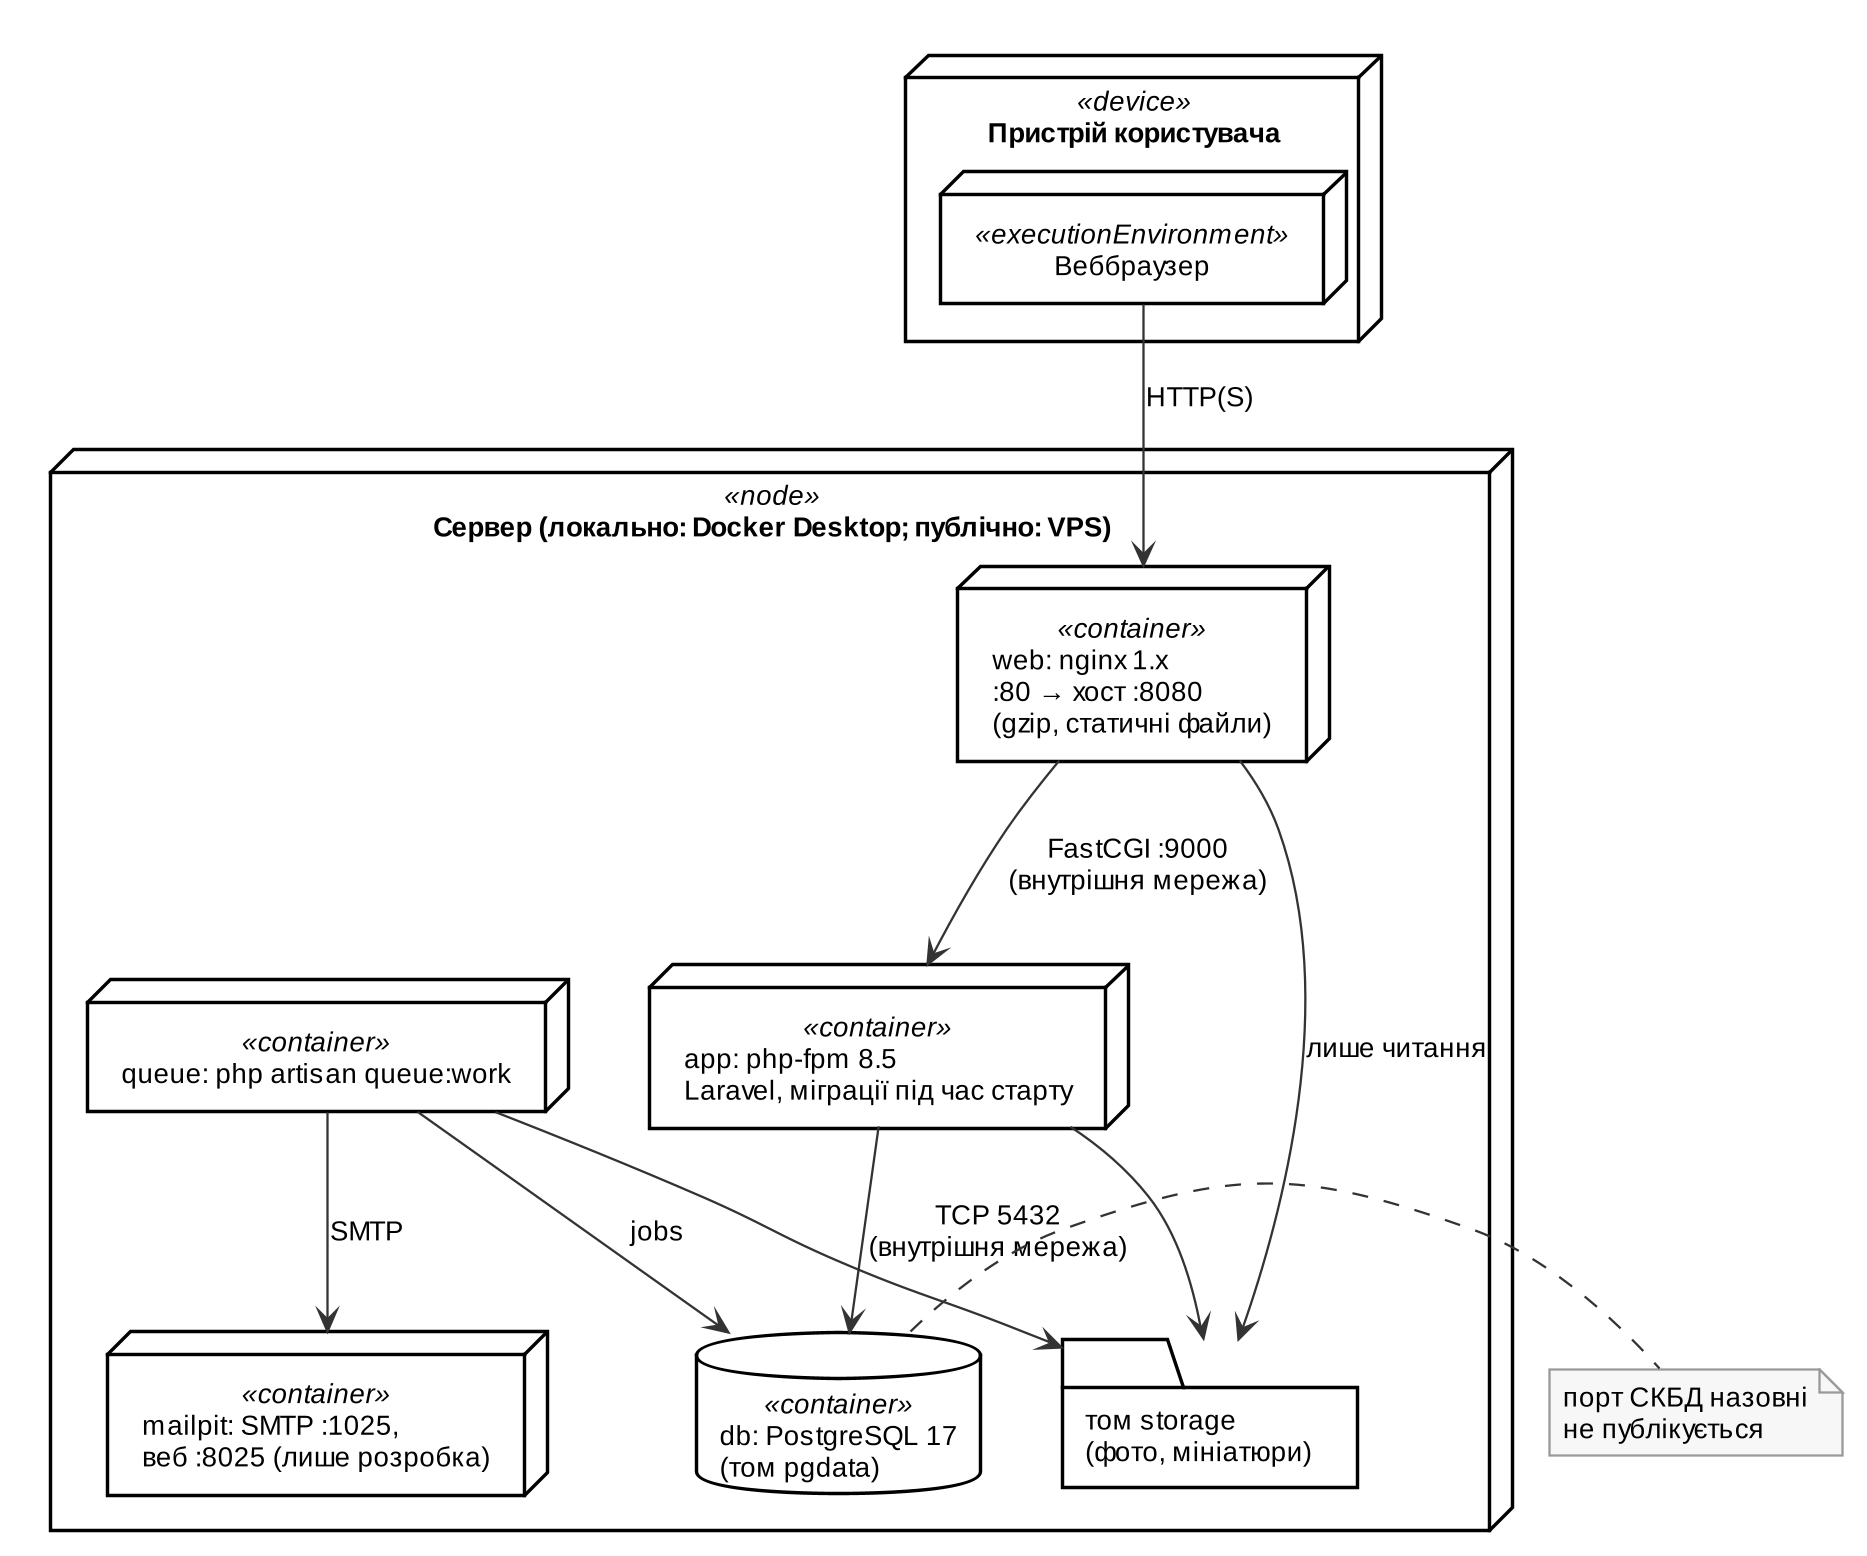 «device»
Пристрій користувача
«executionEnvironment»
Веббраузер
HTTP(S)
«node»
Сервер (локально: Docker Desktop; публічно: VPS)
«container»
web: nginx 1.x
:80 → хост :8080
(gzip, статичні файли)
FastCGI :9000
(внутрішня мережа)
«container»
queue: php artisan queue:work
«container»
app: php-fpm 8.5
Laravel, міграції під час старту
лише читання
SMTP
jobs
TCP 5432
(внутрішня мережа)
«container»
mailpit: SMTP :1025,
веб :8025 (лише розробка)
«container»
db: PostgreSQL 17
(том pgdata)
том storage
(фото, мініатюри)
порт СКБД назовні
не публікується